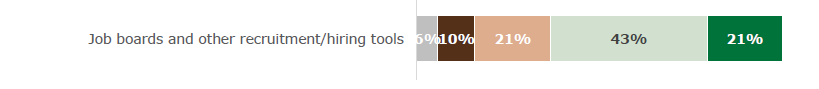 Job boards and other recruitment/hiring tools 6% 10% 21% 43% 21%